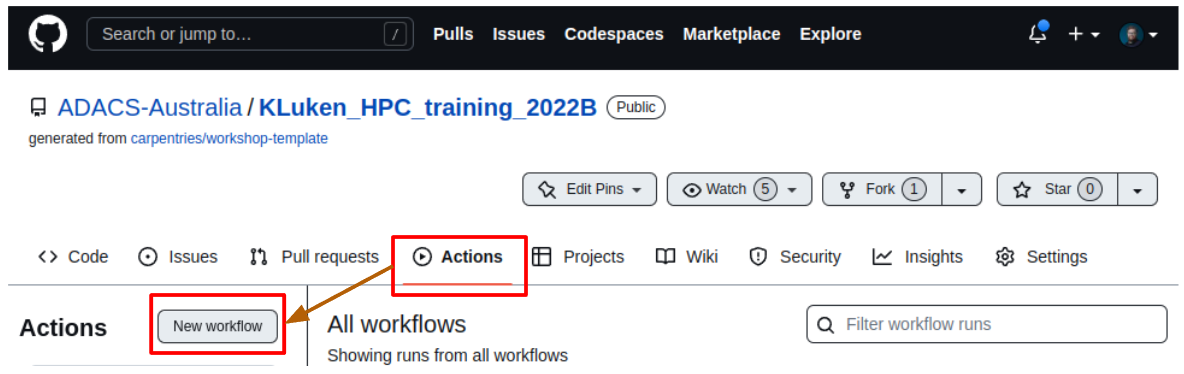 Search or jump to... / Pulls Issues Codespaces Marketplace Explore
ADACS-Australia / KLuken_HPC_training_2022B Public
generated from carpentries/workshop-template
Edit Pins Watch 5 Fork 1 Star 0
Code Issues Pull requests Actions Projects Wiki Security Insights Settings
Actions New workflow All workflows Filter workflow runs
Showing runs from all workflows